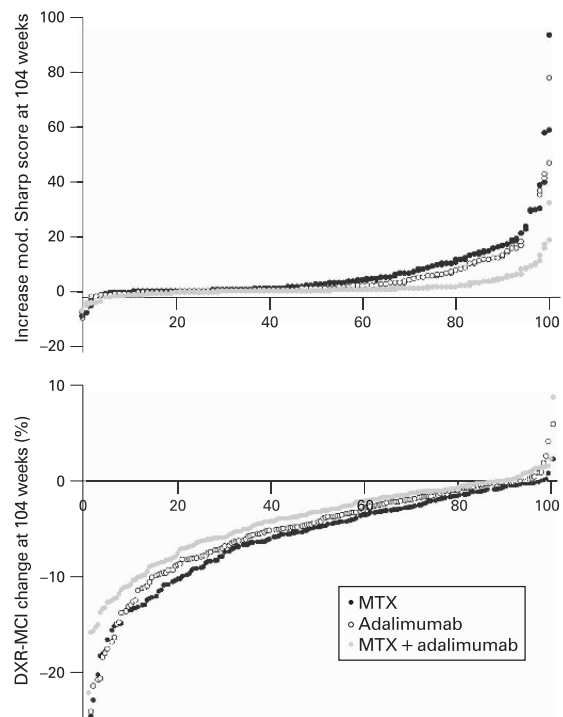 100
80
60
40
20
0
−20
Increase mod. Sharp score at 104 weeks
20 40 60 80 100
10
0
−10
−20
DXR-MCI change at 104 weeks (%)
0 20 40 60 80 100
MTX
Adalimumab
MTX + adalimumab